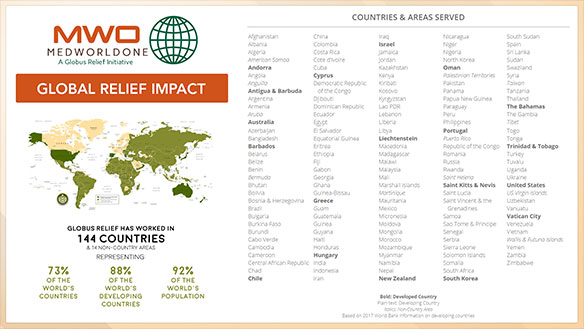 MWO
MEDWORLDONE
A Globus Relief Initiative
GLOBAL RELIEF IMPACT
GLOBUS RELIEF HAS WORKED IN
144 COUNTRIES
& 14 NON-COUNTRY AREAS
REPRESENTING
73%
OF THE
WORLD'S
COUNTRIES
88%
OF THE
WORLD'S
DEVELOPING
COUNTRIES
92%
OF THE
WORLD'S
POPULATION
COUNTRIES & AREAS SERVED
Afghanistan
Albania
Algeria
American Somoa
Andorra
Angola
Anguilla
Antigua & Barbuda
Argentina
Armenia
Aruba
Australia
Azerbaijan
Bangladesh
Barbados
Belarus
Belize
Benin
Bermuda
Bhutan
Bolivia
Bosnia & Herzegovina
Brazil
Bulgaria
Burkina Faso
Burundi
Cabo Verde
Cambodia
Cameroon
Central African Republic
Chad
Chile
China
Colombia
Costa Rica
Cote d'Ivoire
Cuba
Cyprus
Democratic Republic
of the Congo
Djibouti
Dominican Republic
Ecuador
Egypt
El Salvador
Equatorial Guinea
Eritrea
Ethiopia
Fiji
Gabon
Georgia
Ghana
Guinea-Bissau
Greece
Guam
Guatemala
Guinea
Guyana
Haiti
Honduras
Hungary
India
Indonesia
Iran
Iraq
Israel
Jamaica
Jordan
Kazakhstan
Kenya
Kiribati
Kosovo
Kyrgyzstan
Lao PDR
Lebanon
Liberia
Libya
Liechtenstein
Macedonia
Madagascar
Malawi
Malaysia
Mali
Marshall Islands
Martinique
Mauritania
Mexico
Micronesia
Moldova
Mongolia
Morocco
Mozambique
Myanmar
Namibia
Nepal
New Zealand
Nicaragua
Niger
Nigeria
North Korea
Oman
Palestinian Territories
Pakistan
Panama
Papua New Guinea
Paraguay
Peru
Philippines
Portugal
Puerto Rico
Republic of the Congo
Romania
Russia
Rwanda
Saint Helena
Saint Kitts & Nevis
Saint Lucia
Saint Vincent & the
Grenadines
Samoa
Sao Tome & Principe
Senegal
Serbia
Sierra Leone
Solomon Islands
Somalia
South Africa
South Korea
South Sudan
Spain
Sri Lanka
Sudan
Swaziland
Syria
Taiwan
Tanzania
Thailand
The Bahamas
The Gambia
Tibet
Togo
Tonga
Trinidad & Tobago
Turkey
Tuvalu
Uganda
Ukraine
United States
US Virgin Islands
Uzbekistan
Vanuatu
Vatican City
Venezuela
Vietnam
Wallis & Futuna Islands
Yemen
Zambia
Zimbabwe
Bold: Developed Country
Plain text: Developing Country
Italics: Non-Country Area
Based on 2017 World Bank Information on developing countries